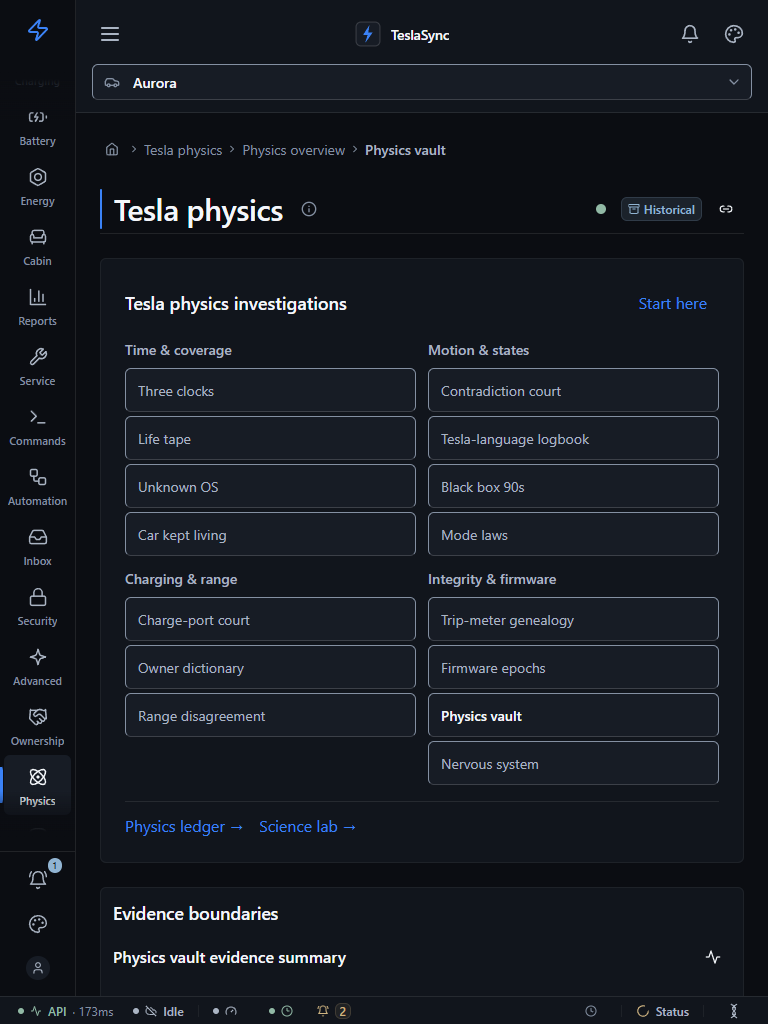 TeslaSync
Aurora
Battery
Energy
Cabin
Reports
Service
Commands
Automation
Inbox
Security
Advanced
Ownership
Physics
1
Tesla physics > Physics overview > Physics vault
Tesla physics
Historical
Tesla physics investigations
Start here
Time & coverage
Three clocks
Life tape
Unknown OS
Car kept living
Motion & states
Contradiction court
Tesla-language logbook
Black box 90s
Mode laws
Charging & range
Charge-port court
Owner dictionary
Range disagreement
Integrity & firmware
Trip-meter genealogy
Firmware epochs
Physics vault
Nervous system
Physics ledger → Science lab →
Evidence boundaries
Physics vault evidence summary
API · 173ms Idle 2 Status